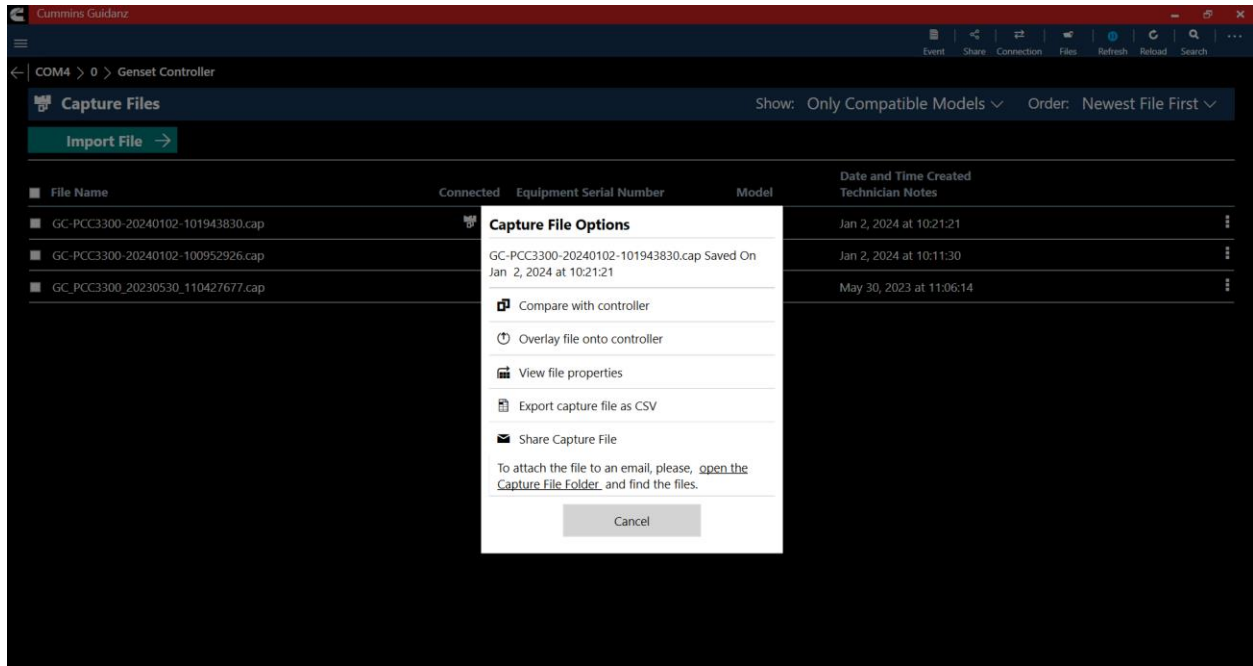 Cummins Guidanz
Event Share Connection Files Refresh Reload Search
COM4 > 0 > Genset Controller
Capture Files Show: Only Compatible Models Order: Newest File First
Import File
Date and Time Created
File Name Connected Equipment Serial Number Model Technician Notes
GC-PCC3300-20240102-101943830.cap Jan 2, 2024 at 10:21:21
GC-PCC3300-20240102-100952926.cap Jan 2, 2024 at 10:11:30
GC_PCC3300_20230530_110427677.cap May 30, 2023 at 11:06:14
Capture File Options
GC-PCC3300-20240102-101943830.cap Saved On
Jan 2, 2024 at 10:21:21
Compare with controller
Overlay file onto controller
View file properties
Export capture file as CSV
Share Capture File
To attach the file to an email, please, open the
Capture File Folder and find the files.
Cancel